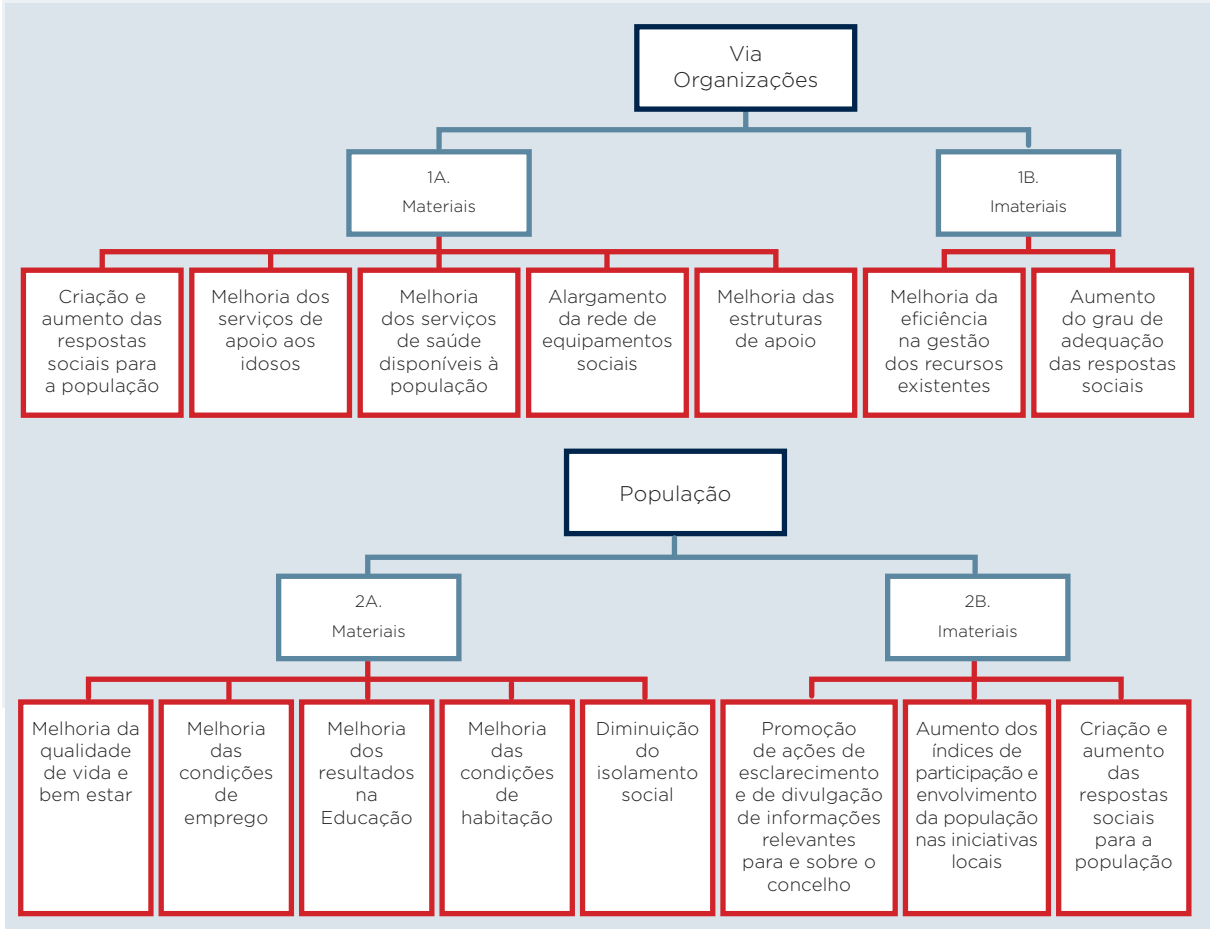 Via
Organizações
1A.
Materiais
1B.
Imateriais
Criação e
aumento das
respostas
sociais para
a população
Melhoria dos
serviços de
apoio aos
idosos
Melhoria
dos serviços
de saúde
disponíveis à
população
Alargamento
da rede de
equipamentos
sociais
Melhoria das
estruturas
de apoio
Melhoria da
eficiência
na gestão
dos recursos
existentes
Aumento
do grau de
adequação
das respostas
sociais
População
2A.
Materiais
2B.
Imateriais
Melhoria da
qualidade
de vida e
bem estar
Melhoria
das
condições
de
emprego
Melhoria
dos
resultados
na
Educação
Melhoria
das
condições
de
habitação
Diminuição
do
isolamento
social
Promoção
de ações de
esclarecimento
e de divulgação
de informações
relevantes
para e sobre o
concelho
Aumento dos
índices de
participação e
envolvimento
da população
nas iniciativas
locais
Criação e
aumento
das
respostas
sociais
para a
população